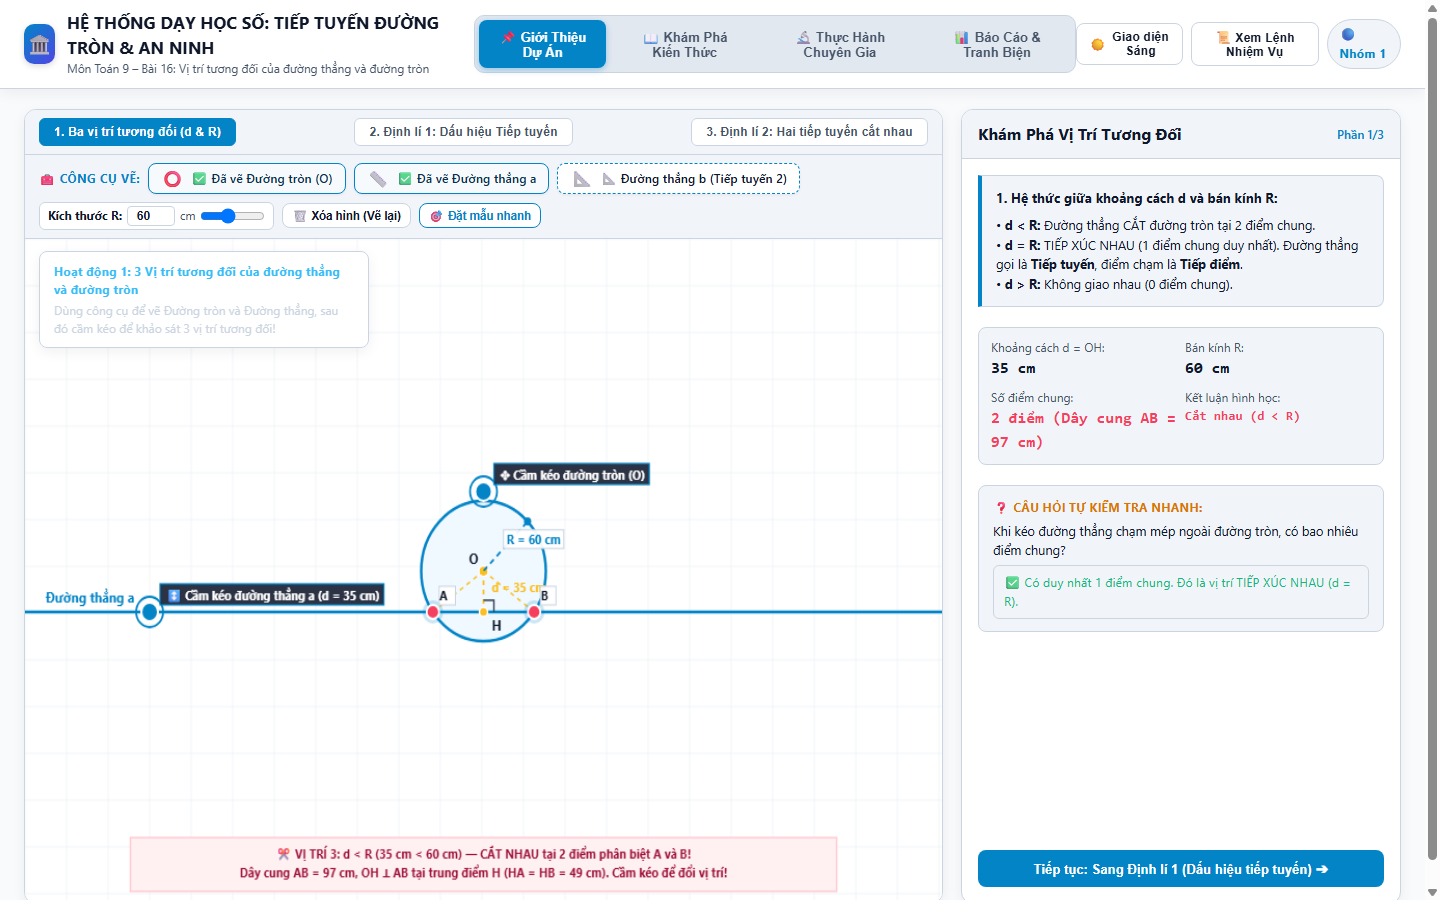 HỆ THỐNG DẠY HỌC SỐ: TIẾP TUYẾN ĐƯỜNG
TRÒN & AN NINH
Môn Toán 9 – Bài 16: Vị trí tương đối của đường thẳng và đường tròn
Giới Thiệu
Dự Án
Khám Phá
Kiến Thức
Thực Hành
Chuyên Gia
Báo Cáo &
Tranh Biện
Giao diện
Sáng
Xem Lệnh
Nhiệm Vụ
Nhóm 1
1. Ba vị trí tương đối (d & R)
2. Định lí 1: Dấu hiệu Tiếp tuyến
3. Định lí 2: Hai tiếp tuyến cắt nhau
CÔNG CỤ VẼ:
Đã vẽ Đường tròn (O)
Đã vẽ Đường thẳng a
Đường thẳng b (Tiếp tuyến 2)
Kích thước R: 60 cm
Xóa hình (Vẽ lại)
Đặt mẫu nhanh
Hoạt động 1: 3 Vị trí tương đối của đường thẳng
và đường tròn
Dùng công cụ để vẽ Đường tròn và Đường thẳng, sau
đó cầm kéo để khảo sát 3 vị trí tương đối!
✥ Cầm kéo đường tròn (O)
R = 60 cm
O
d = 35 cm
Đường thẳng a
↕ Cầm kéo đường thẳng a (d = 35 cm)
A
B
H
VỊ TRÍ 3: d < R (35 cm < 60 cm) — CẮT NHAU tại 2 điểm phân biệt A và B!
Dây cung AB = 97 cm, OH ⊥ AB tại trung điểm H (HA = HB = 49 cm). Cầm kéo để đổi vị trí!
Khám Phá Vị Trí Tương Đối
Phần 1/3
1. Hệ thức giữa khoảng cách d và bán kính R:
• d < R: Đường thẳng CẮT đường tròn tại 2 điểm chung.
• d = R: TIẾP XÚC NHAU (1 điểm chung duy nhất). Đường thẳng
gọi là Tiếp tuyến, điểm chạm là Tiếp điểm.
• d > R: Không giao nhau (0 điểm chung).
Khoảng cách d = OH:
35 cm
Bán kính R:
60 cm
Số điểm chung:
2 điểm (Dây cung AB =
97 cm)
Kết luận hình học:
Cắt nhau (d < R)
❓ CÂU HỎI TỰ KIỂM TRA NHANH:
Khi kéo đường thẳng chạm mép ngoài đường tròn, có bao nhiêu
điểm chung?
✅ Có duy nhất 1 điểm chung. Đó là vị trí TIẾP XÚC NHAU (d =
R).
Tiếp tục: Sang Định lí 1 (Dấu hiệu tiếp tuyến) ➔